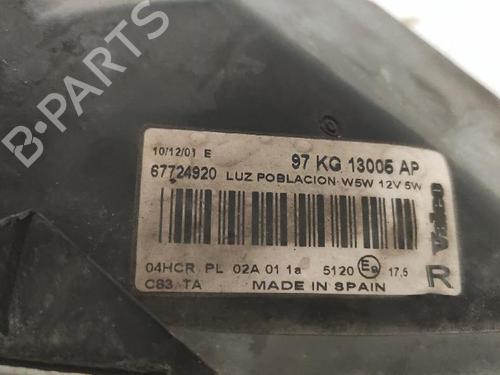 B-PARTS
10/12/01 E
97 KG 13005 AP
67724920 LUZ POBLACION W5W 12V 5W
Valeo
04HCR PL 02A 01 1a 5120 E9 17,5
C83 TA MADE IN SPAIN R